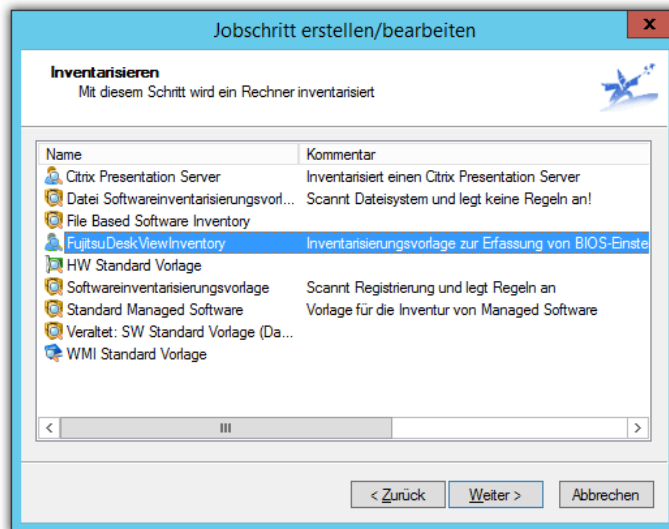 Jobschritt erstellen/bearbeiten
x
Inventarisieren
Mit diesem Schritt wird ein Rechner inventarisiert
Name Kommentar
Citrix Presentation Server Inventarisiert einen Citrix Presentation Server
Datei Softwareinventarisierungsvorl... Scannt Dateisystem und legt keine Regeln an!
File Based Software Inventory
FujitsuDeskViewInventory Inventarisierungsvorlage zur Erfassung von BIOS-Einste
HW Standard Vorlage
Softwareinventarisierungsvorlage Scannt Registrierung und legt Regeln an
Standard Managed Software Vorlage für die Inventur von Managed Software
Veraltet: SW Standard Vorlage (Da...
WMI Standard Vorlage
< Zurück Weiter > Abbrechen